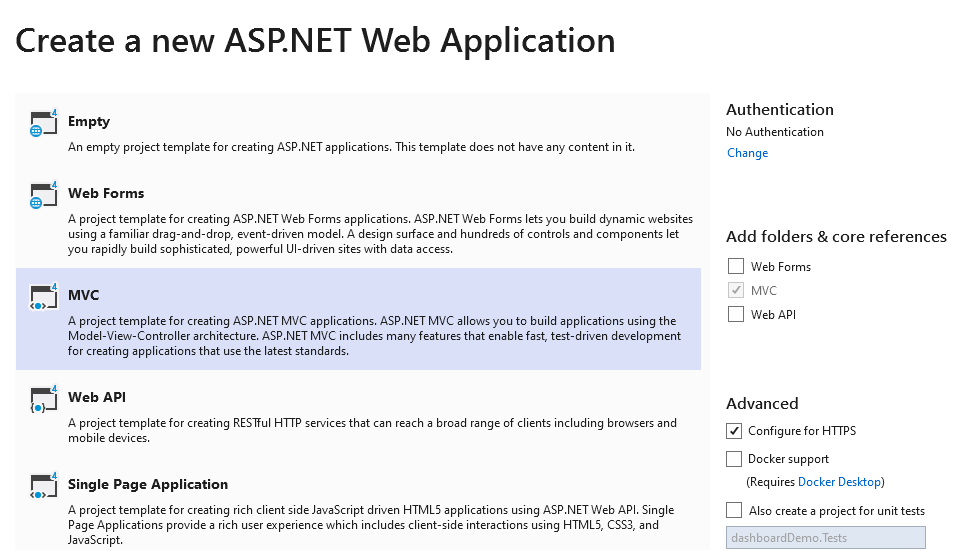 Create a new ASP.NET Web Application
4
Empty
An empty project template for creating ASP.NET applications. This template does not have any content in it.
4
Web Forms
A project template for creating ASP.NET Web Forms applications. ASP.NET Web Forms lets you build dynamic websites
using a familiar drag-and-drop, event-driven model. A design surface and hundreds of controls and components let
you rapidly build sophisticated, powerful UI-driven sites with data access.
4
MVC
A project template for creating ASP.NET MVC applications. ASP.NET MVC allows you to build applications using the
Model-View-Controller architecture. ASP.NET MVC includes many features that enable fast, test-driven development
for creating applications that use the latest standards.
4
Web API
A project template for creating RESTful HTTP services that can reach a broad range of clients including browsers and
mobile devices.
4
Single Page Application
A project template for creating rich client side JavaScript driven HTML5 applications using ASP.NET Web API. Single
Page Applications provide a rich user experience which includes client-side interactions using HTML5, CSS3, and
JavaScript.
Authentication
No Authentication
Change
Add folders & core references
Web Forms
MVC
Web API
Advanced
Configure for HTTPS
Docker support
(Requires Docker Desktop)
Also create a project for unit tests
dashboardDemo.Tests